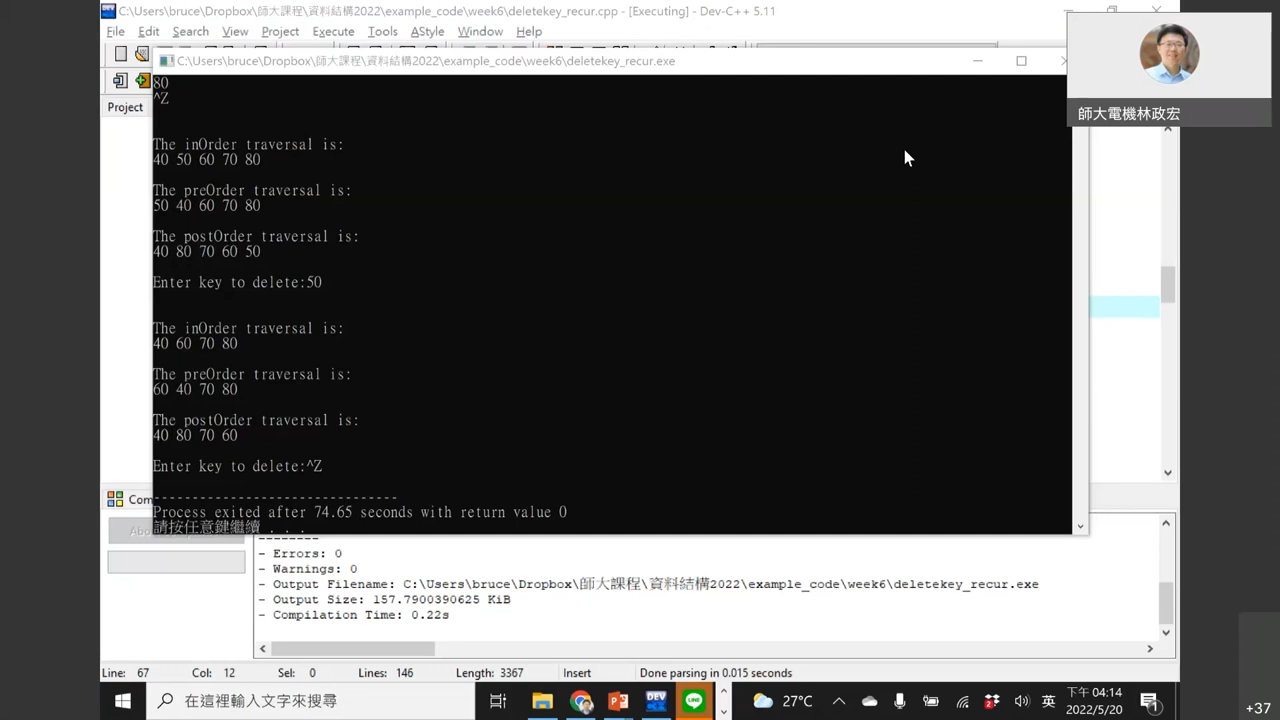 C:\Users\bruce\Dropbox\師大課程\資料結構2022\example_code\week6\deletekey_recur.cpp - [Executing] - Dev-C++ 5.11
File Edit Search View Project Execute Tools AStyle Window Help
C:\Users\bruce\Dropbox\師大課程\資料結構2022\example_code\week6\deletekey_recur.exe
師大電機林政宏
Project
80
^Z
The inOrder traversal is:
40 50 60 70 80
The preOrder traversal is:
50 40 60 70 80
The postOrder traversal is:
40 80 70 60 50
Enter key to delete:50
The inOrder traversal is:
40 60 70 80
The preOrder traversal is:
60 40 70 80
The postOrder traversal is:
40 80 70 60
Enter key to delete:^Z
--------------------------------
Process exited after 74.65 seconds with return value 0
請按任意鍵繼續 . . .
Com
--------
- Errors: 0
- Warnings: 0
- Output Filename: C:\Users\bruce\Dropbox\師大課程\資料結構2022\example_code\week6\deletekey_recur.exe
- Output Size: 157.7900390625 KiB
- Compilation Time: 0.22s
Line: 67 Col: 12 Sel: 0 Lines: 146 Length: 3367 Insert Done parsing in 0.015 seconds
在這裡輸入文字來搜尋
DEV
27°C
英
下午 04:14
2022/5/20
1
+37